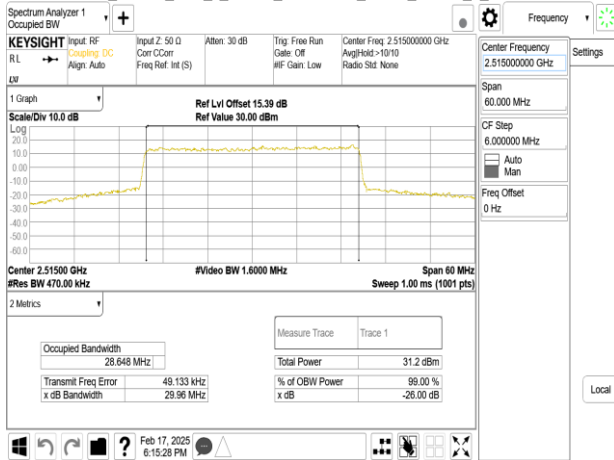 Spectrum Analyzer 1
Occupied BW
+
Frequency
KEYSIGHT
RL
LXI
Input: RF
Coupling: DC
Align: Auto
Input Z: 50 Ω
Corr CCorr
Freq Ref: Int (S)
Atten: 30 dB
Trig: Free Run
Gate: Off
#IF Gain: Low
Center Freq: 2.515000000 GHz
Avg|Hold:>10/10
Radio Std: None
Center Frequency
2.515000000 GHz
Settings
Span
60.000 MHz
CF Step
6.000000 MHz
Auto
Man
Freq Offset
0 Hz
Local
1 Graph
Scale/Div 10.0 dB
Ref Lvl Offset 15.39 dB
Ref Value 30.00 dBm
Log
20.0
10.0
0.00
-10.0
-20.0
-30.0
-40.0
-50.0
-60.0
Center 2.51500 GHz
#Res BW 470.00 kHz
#Video BW 1.6000 MHz
Span 60 MHz
Sweep 1.00 ms (1001 pts)
2 Metrics
Measure Trace Trace 1
Occupied Bandwidth
28.648 MHz
Total Power 31.2 dBm
Transmit Freq Error 49.133 kHz
% of OBW Power 99.00 %
x dB Bandwidth 29.96 MHz
x dB -26.00 dB
?
Feb 17, 2025
6:15:28 PM